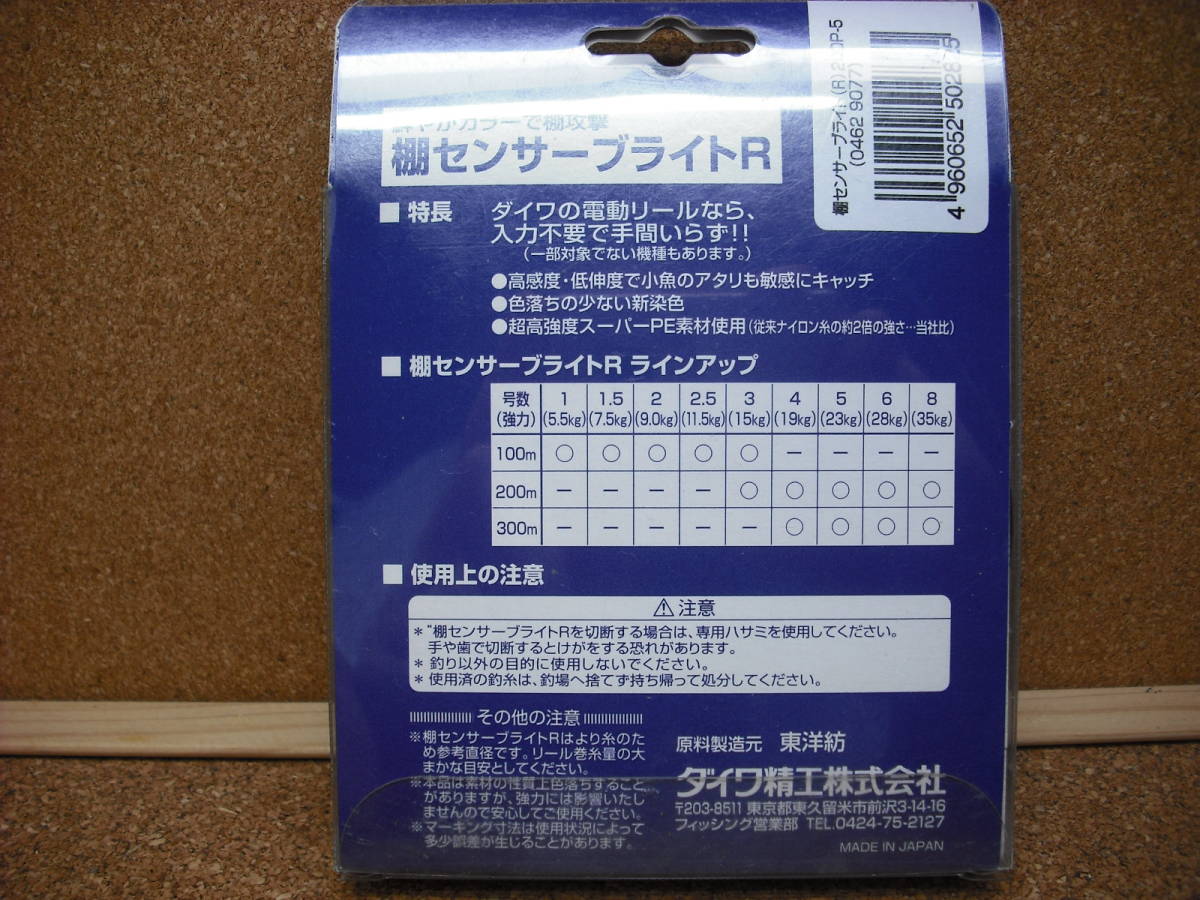 鮮やかカラーで棚攻撃
棚センサーブライトR
棚センサーブライト(R)2.0P-5
(0462 9077)
4 960652 502875
■ 特長 ダイワの電動リールなら、
入力不要で手間いらず!!
(一部対象でない機種もあります。)
●高感度・低伸度で小魚のアタリも敏感にキャッチ
●色落ちの少ない新染色
●超高強度スーパーPE素材使用(従来ナイロン糸の約2倍の強さ…当社比)
■ 棚センサーブライトR ラインアップ
号数 1 1.5 2 2.5 3 4 5 6 8
(強力) (5.5kg) (7.5kg) (9.0kg) (11.5kg) (15kg) (19kg) (23kg) (28kg) (35kg)
100m ○ ○ ○ ○ ○ − − − −
200m − − − − ○ ○ ○ ○ ○
300m − − − − − ○ ○ ○ ○
■ 使用上の注意
⚠注意
*"棚センサーブライトRを切断する場合は、専用ハサミを使用してください。
手や歯で切断するとけがをする恐れがあります。
* 釣り以外の目的に使用しないでください。
* 使用済の釣糸は、釣場へ捨てず持ち帰って処分してください。
その他の注意
※棚センサーブライトRはより糸のた
め参考直径です。リール巻糸量の大
まかな目安としてください。
※本品は素材の性質上色落ちすること
がありますが、強力には影響いたし
ませんので安心してご使用ください。
※マーキング寸法は使用状況によって
多少誤差が生じることがあります。
原料製造元 東洋紡
ダイワ精工株式会社
〒203-8511 東京都東久留米市前沢3-14-16
フィッシング営業部 TEL.0424-75-2127
MADE IN JAPAN